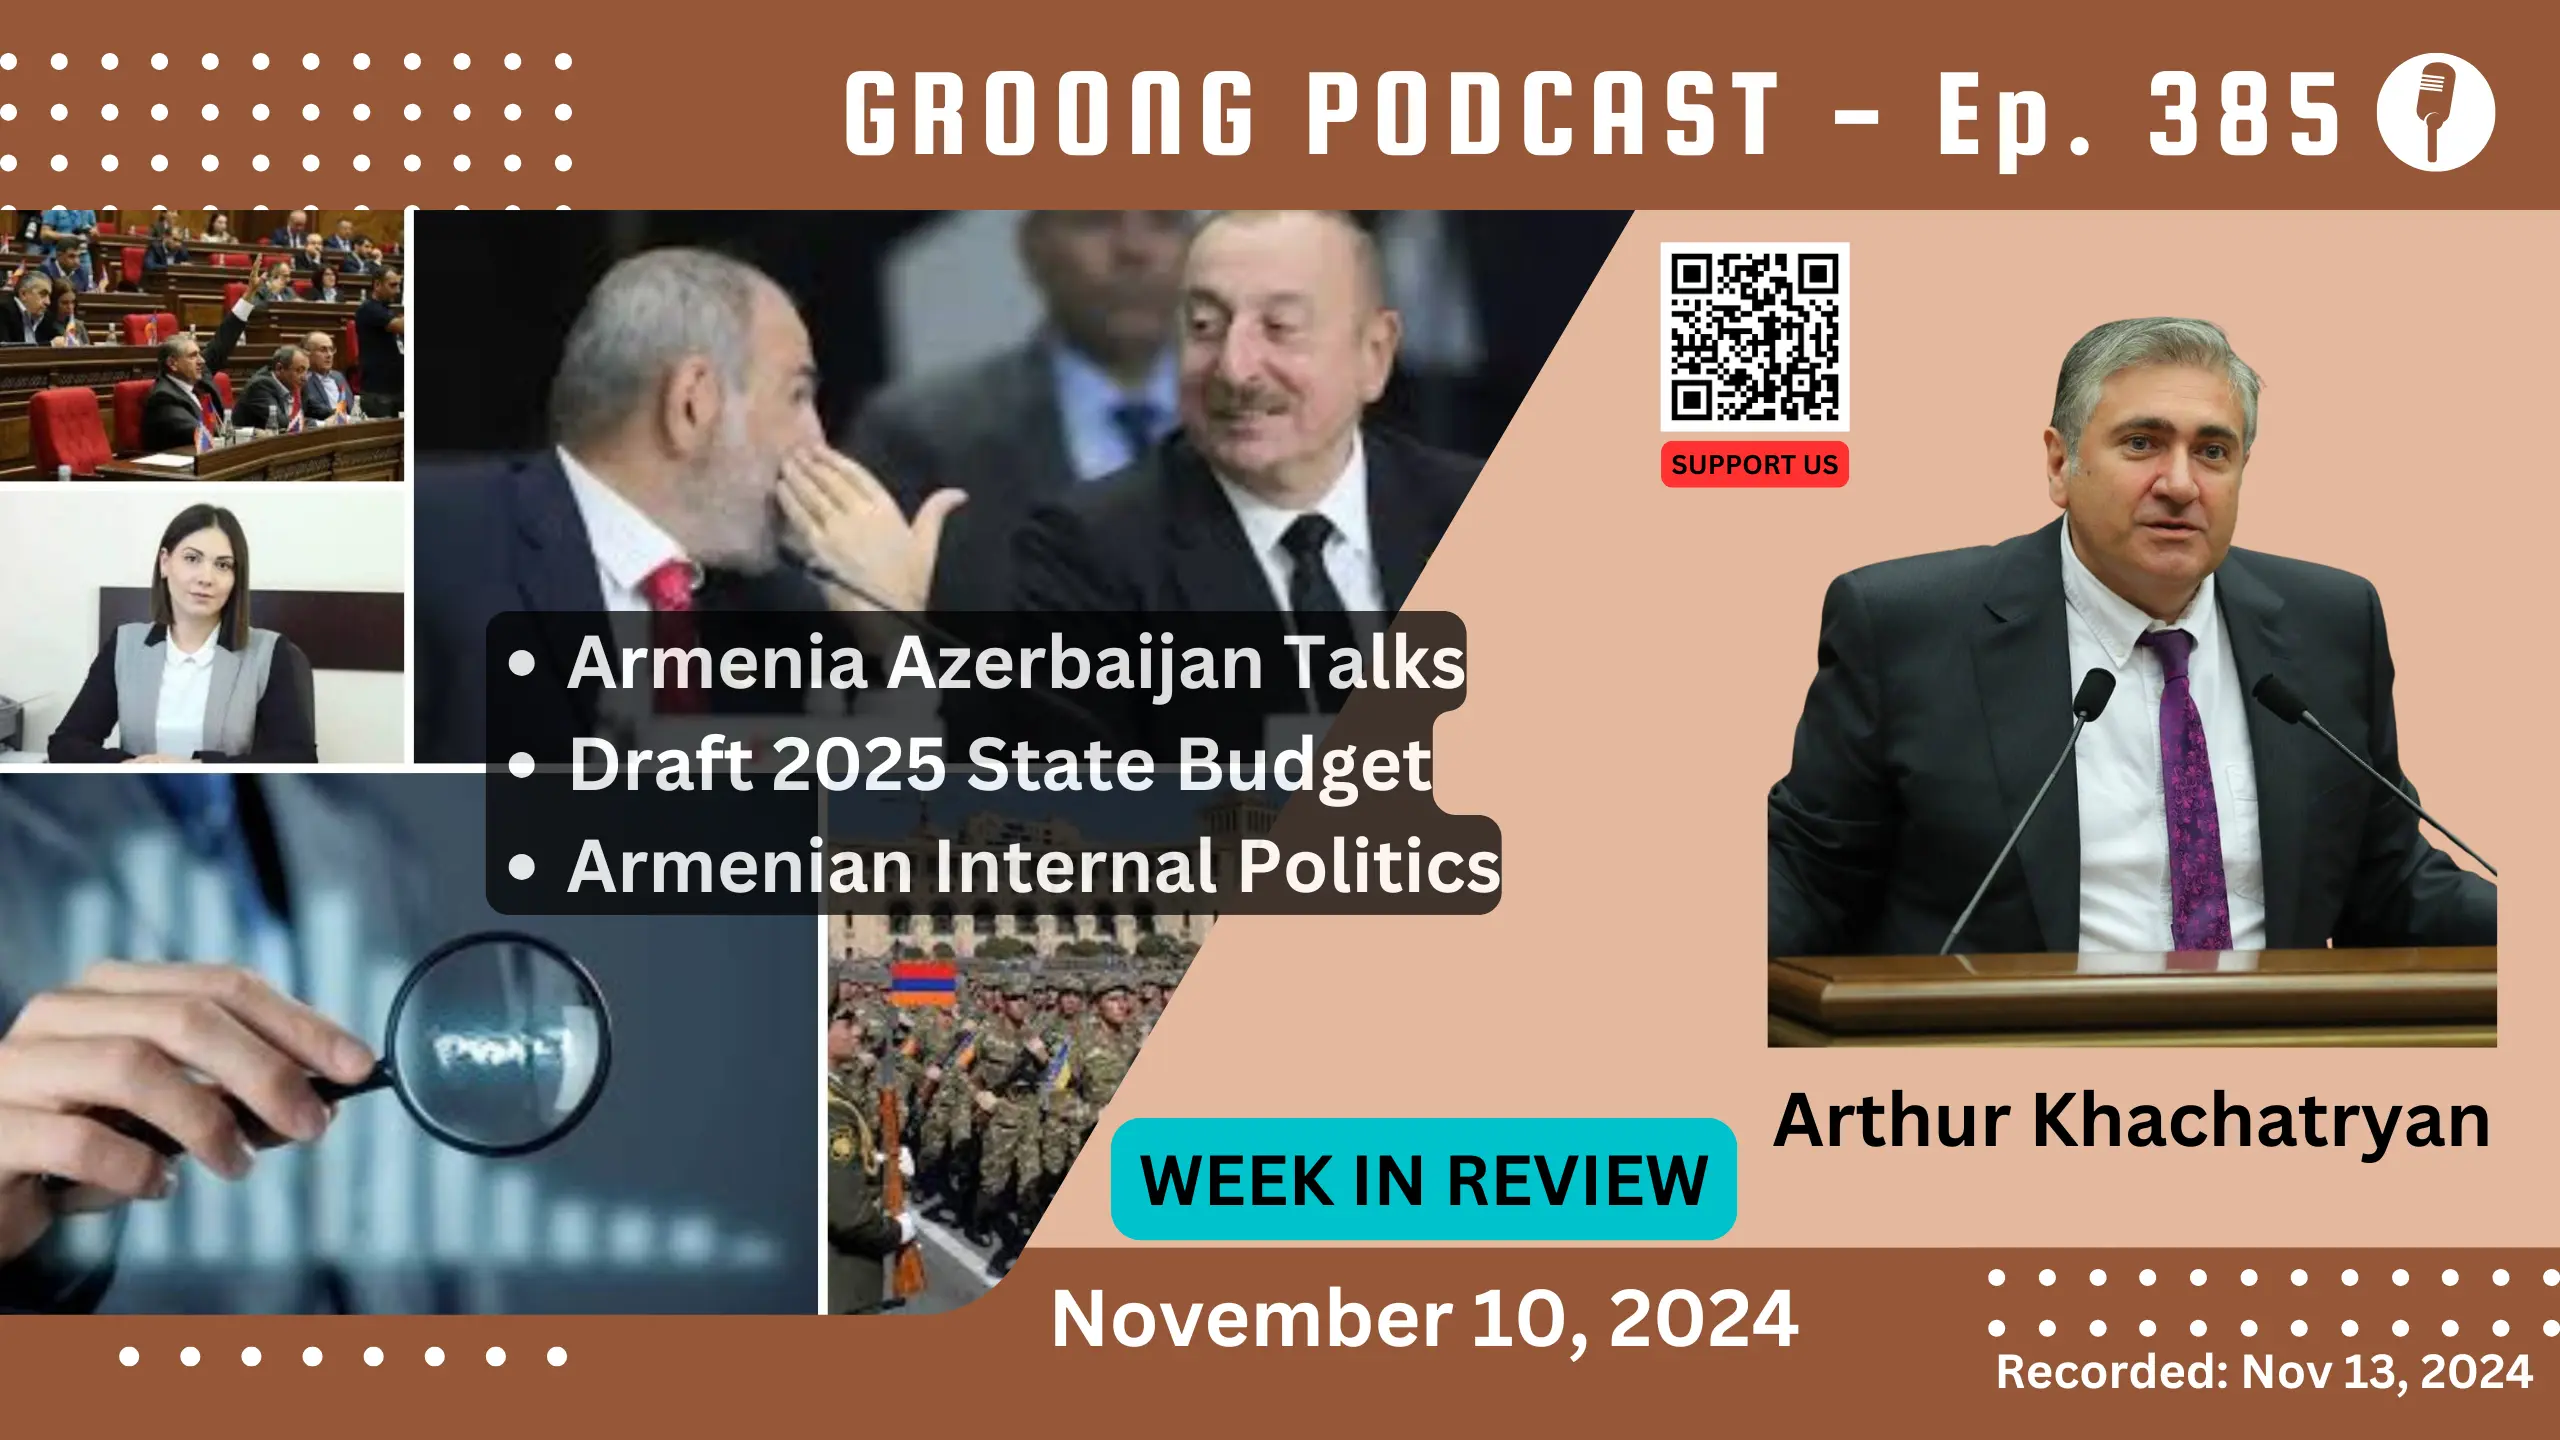 GROONG PODCAST - Ep. 385
SUPPORT US
• Armenia Azerbaijan Talks
• Draft 2025 State Budget
• Armenian Internal Politics
Arthur Khachatryan
WEEK IN REVIEW
November 10, 2024
Recorded: Nov 13, 2024